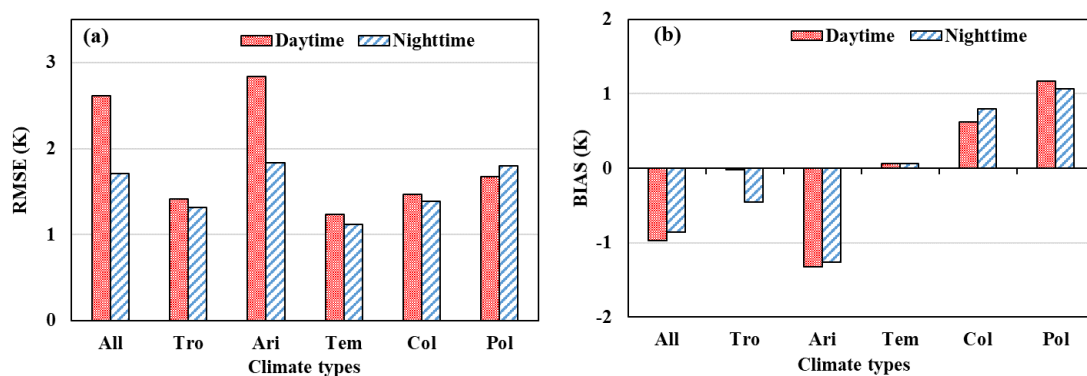 (a)
Daytime Nighttime
RMSE (K)
3
2
1
0
All Tro Ari Tem Col Pol
Climate types
(b)
Daytime Nighttime
BIAS (K)
2
1
0
-1
-2
All Tro Ari Tem Col Pol
Climate types